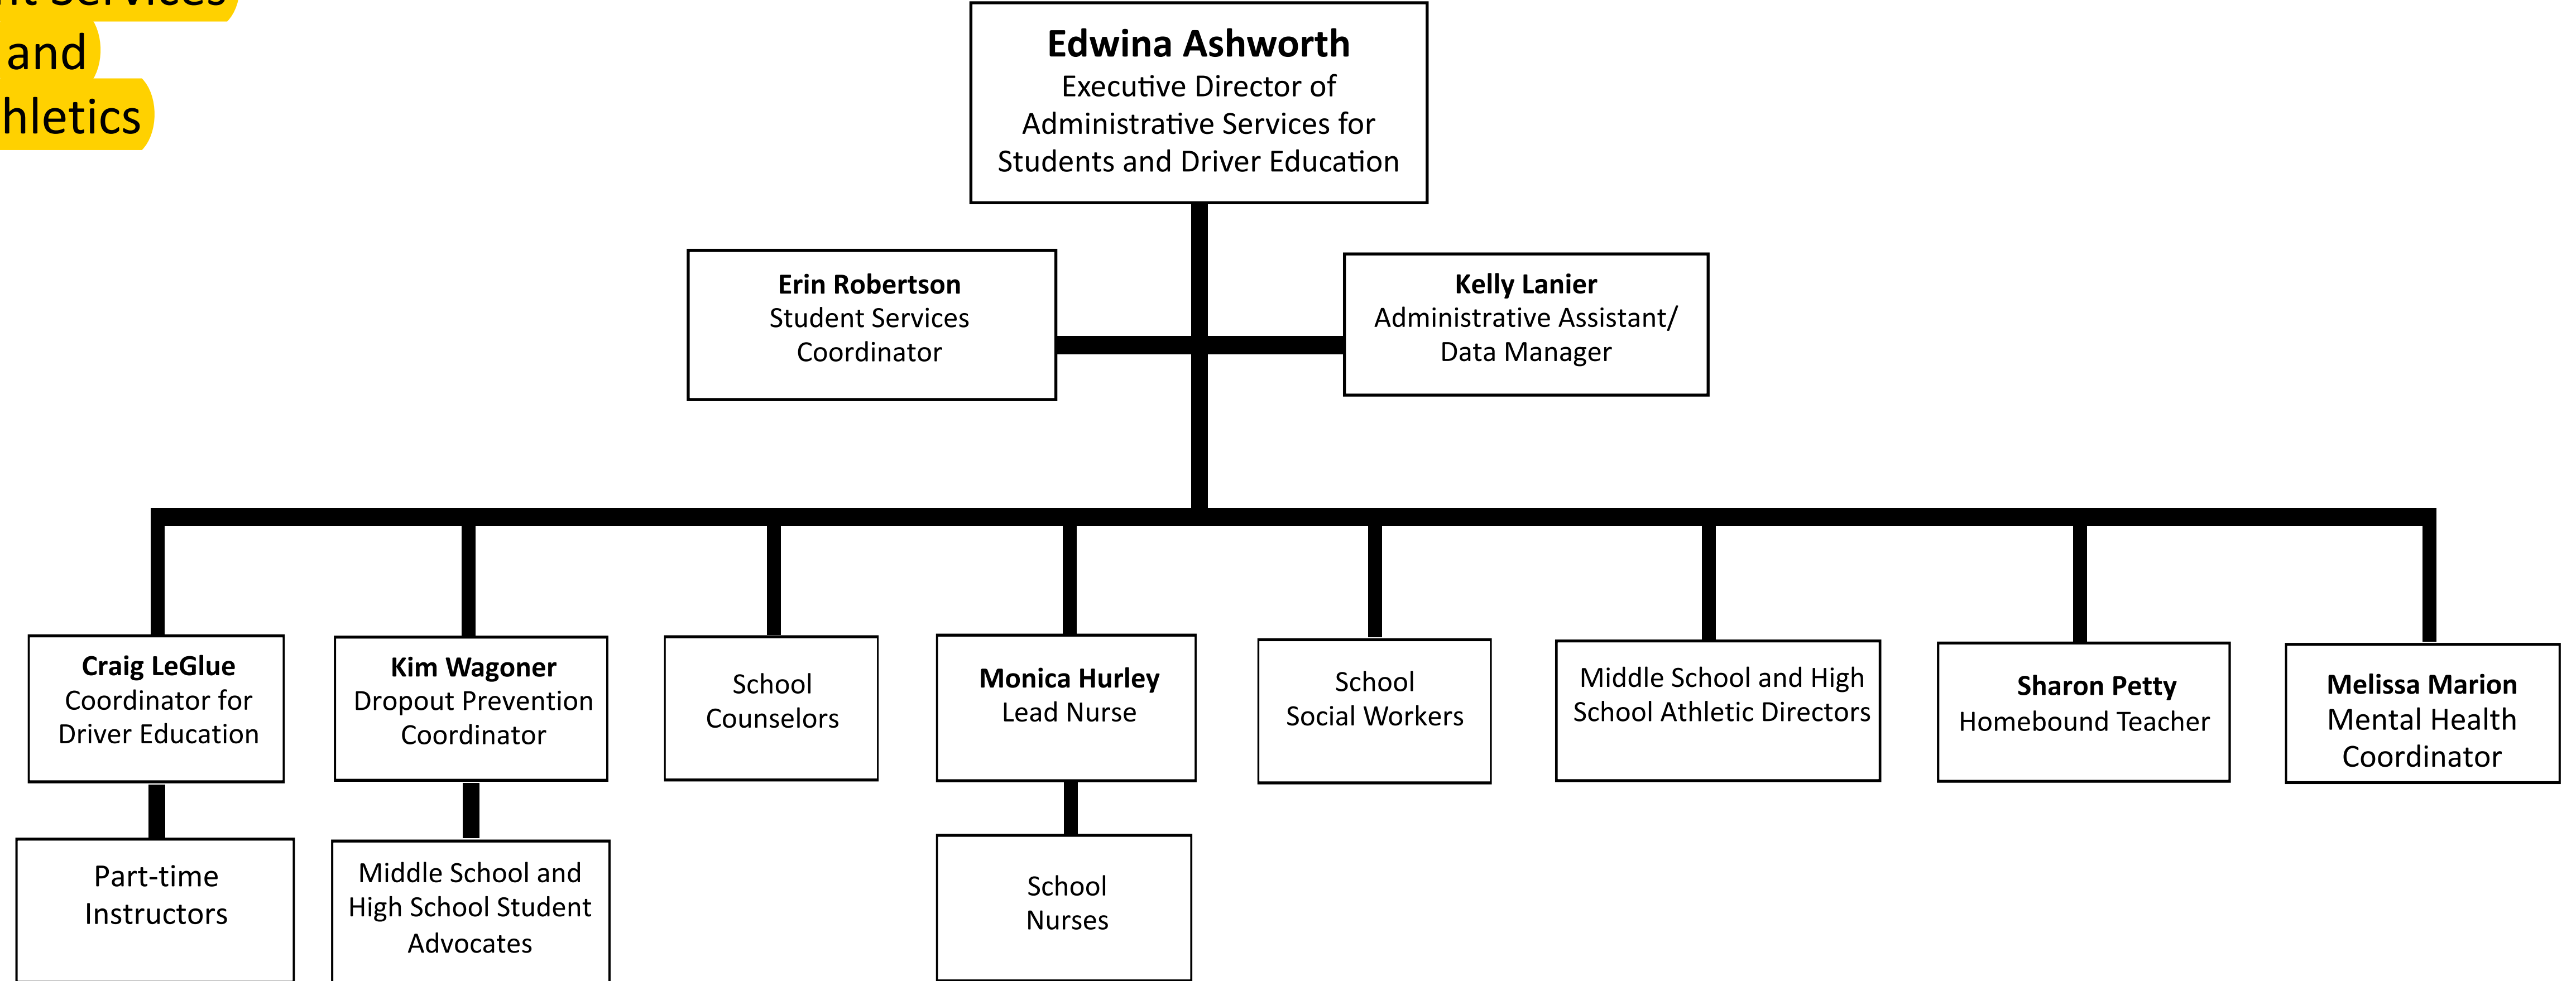 Services
and
Edwina Ashworth
Executive Director of
Administrative Services for
Students and Driver Education
Erin Robertson
Student Services
Coordinator
Kelly Lanier
Administrative Assistant/
Data Manager
Craig LeGlue
Coordinator for
Driver Education
Kim Wagoner
Dropout Prevention
Coordinator
School
Counselors
Monica Hurley
Lead Nurse
School
Social Workers
Middle School and High
School Athletic Directors
Sharon Petty
Homebound Teacher
Melissa Marion
Mental Health
Coordinator
Part-time
Instructors
Middle School and
High School Student
Advocates
School
Nurses